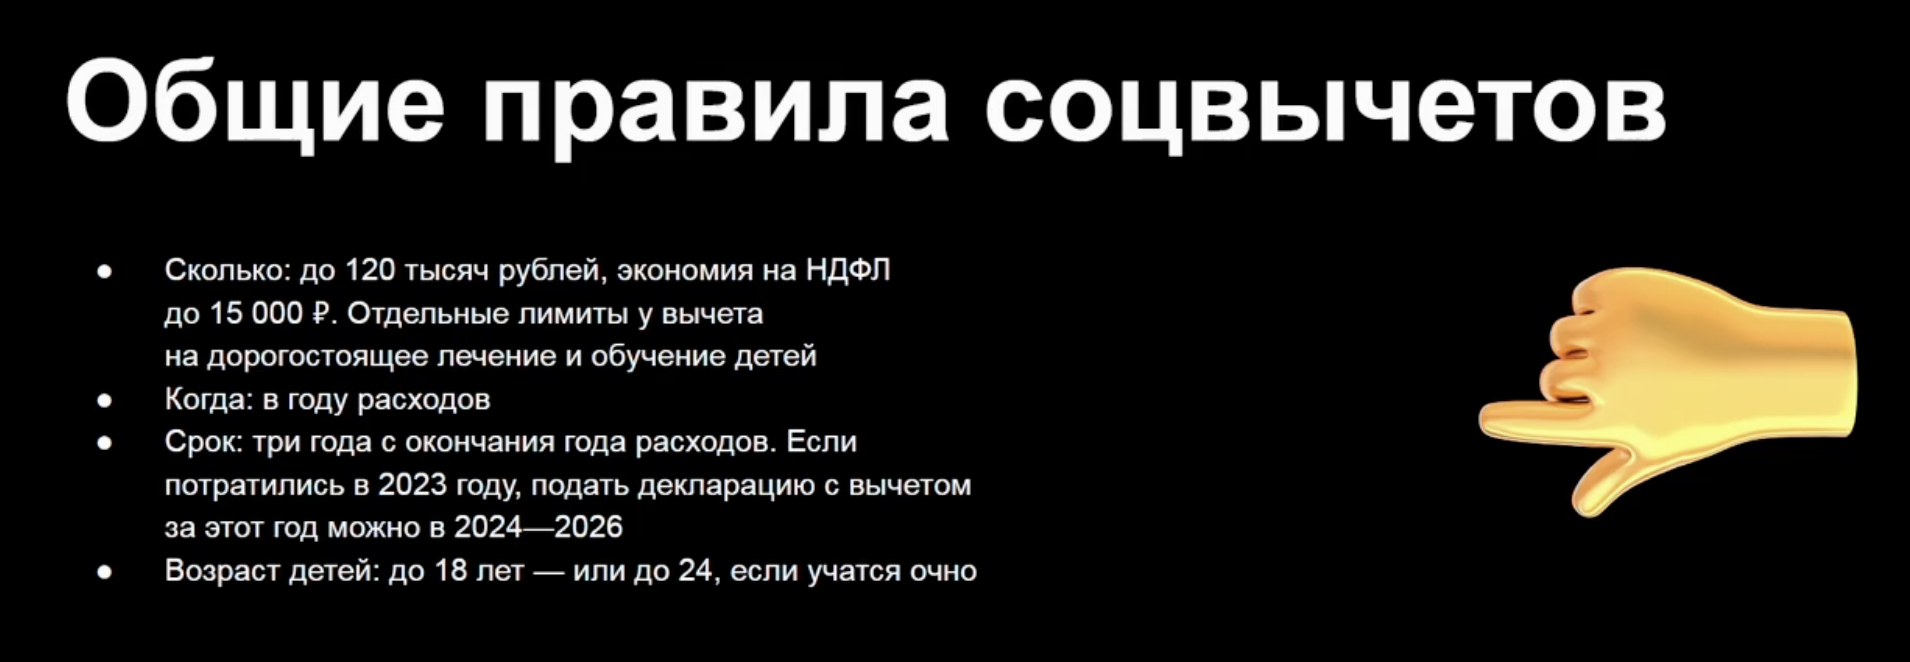 Общие правила соцвычетов
● Сколько: до 120 тысяч рублей, экономия на НДФЛ
до 15 000 ₽. Отдельные лимиты у вычета
на дорогостоящее лечение и обучение детей
● Когда: в году расходов
● Срок: три года с окончания года расходов. Если
потратились в 2023 году, подать декларацию с вычетом
за этот год можно в 2024—2026
● Возраст детей: до 18 лет — или до 24, если учатся очно